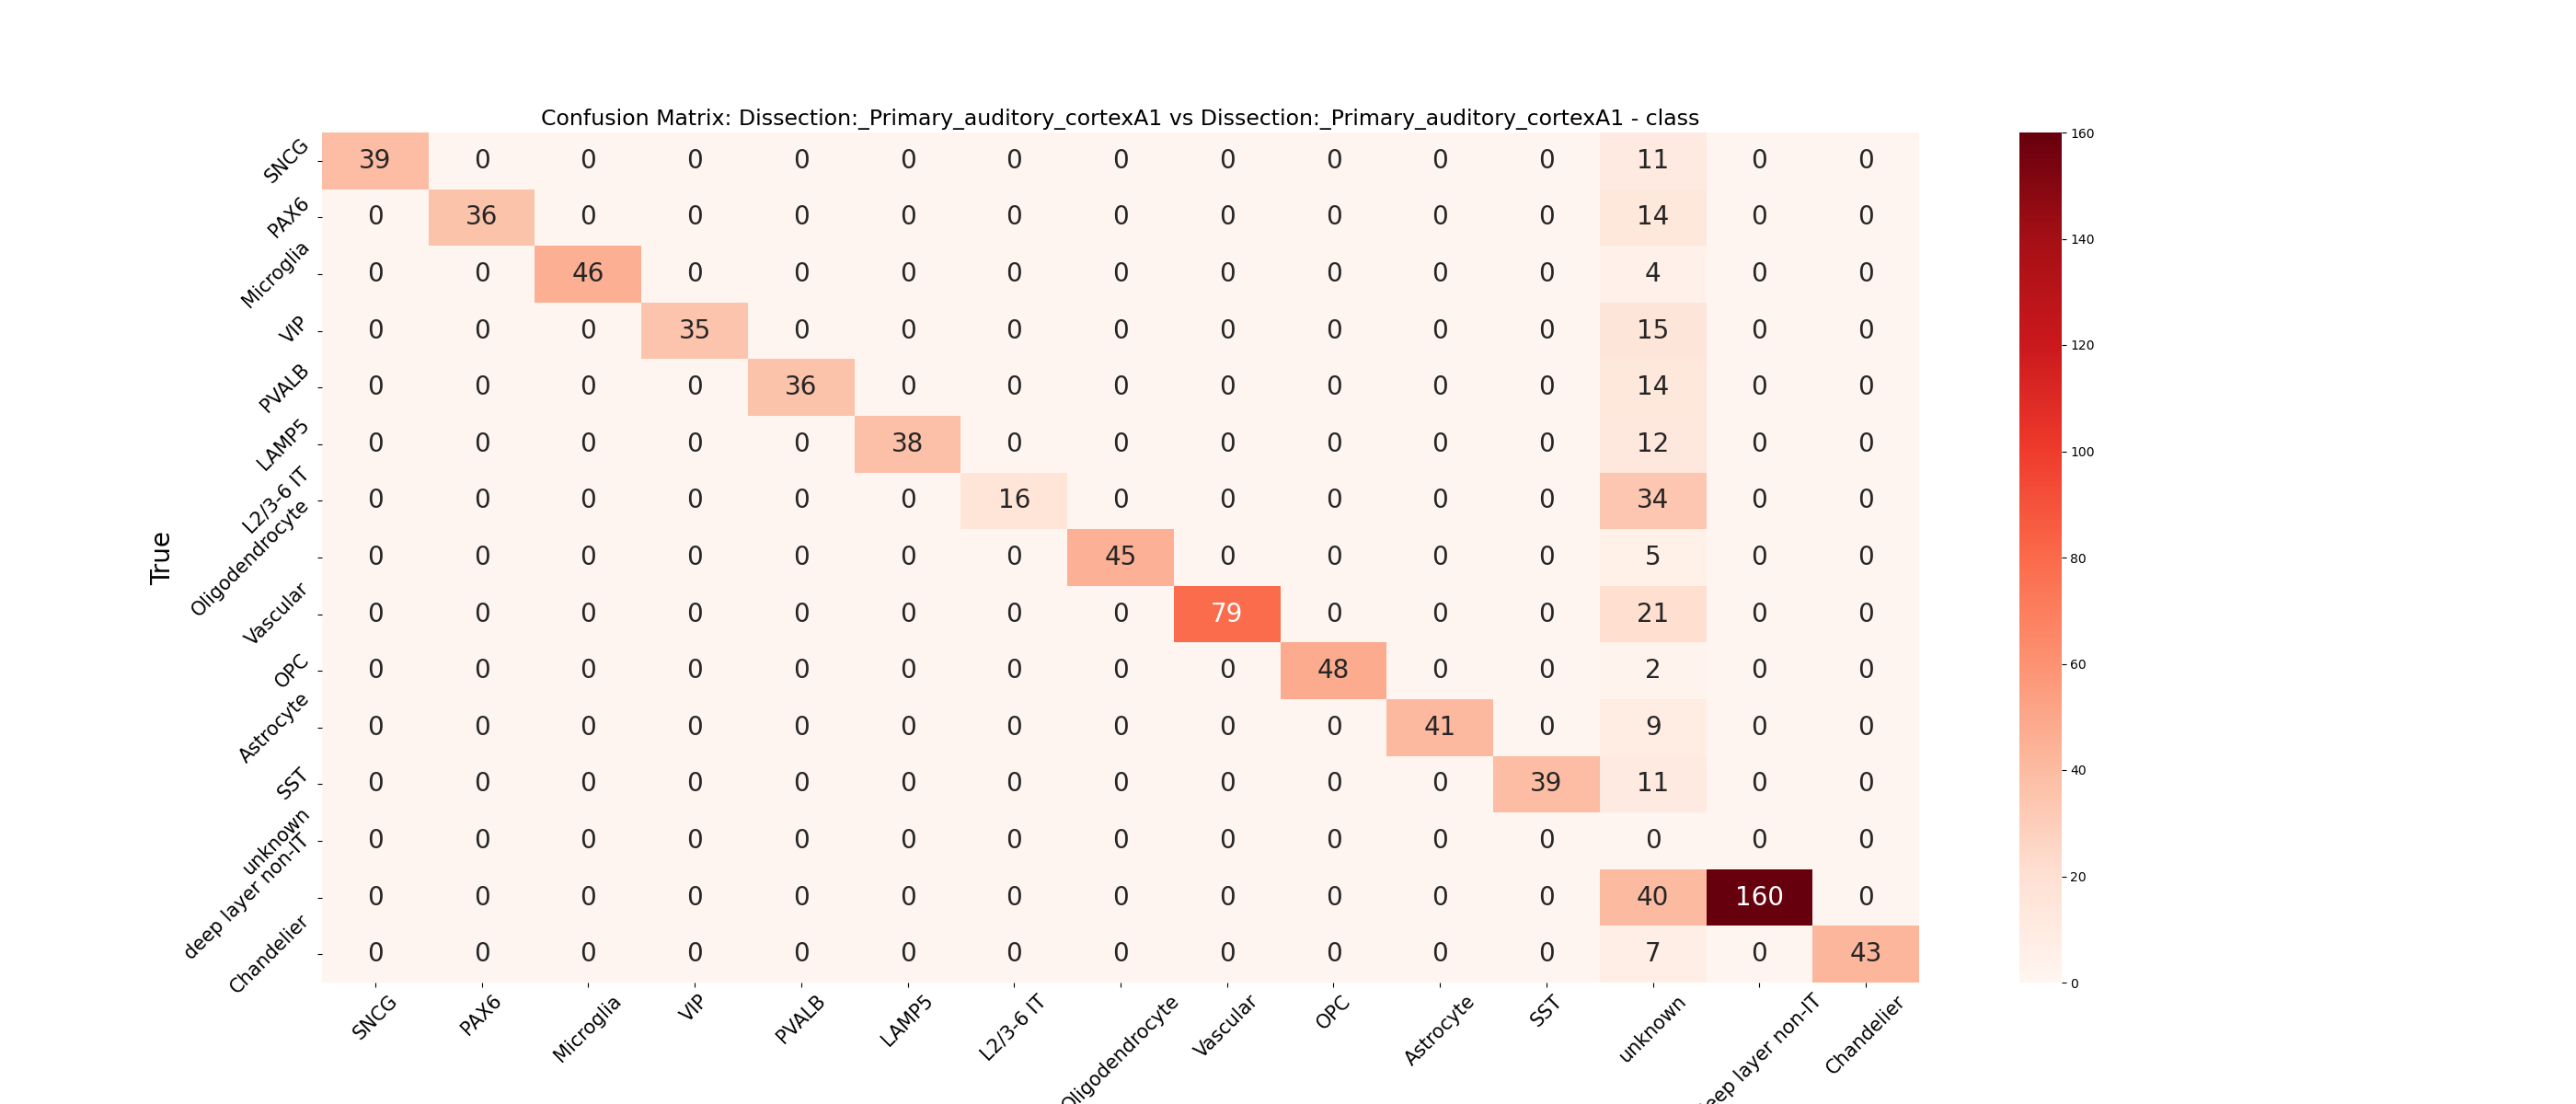 Confusion Matrix: Dissection:_Primary_auditory_cortexA1 vs Dissection:_Primary_auditory_cortexA1 - class
True
SNCG 39 0 0 0 0 0 0 0 0 0 0 0 11 0 0
PAX6 0 36 0 0 0 0 0 0 0 0 0 0 14 0 0
Microglia 0 0 46 0 0 0 0 0 0 0 0 0 4 0 0
VIP 0 0 0 35 0 0 0 0 0 0 0 0 15 0 0
PVALB 0 0 0 0 36 0 0 0 0 0 0 0 14 0 0
LAMP5 0 0 0 0 0 38 0 0 0 0 0 0 12 0 0
L2/3-6 IT 0 0 0 0 0 0 16 0 0 0 0 0 34 0 0
Oligodendrocyte 0 0 0 0 0 0 0 45 0 0 0 0 5 0 0
Vascular 0 0 0 0 0 0 0 0 79 0 0 0 21 0 0
OPC 0 0 0 0 0 0 0 0 0 48 0 0 2 0 0
Astrocyte 0 0 0 0 0 0 0 0 0 0 41 0 9 0 0
SST 0 0 0 0 0 0 0 0 0 0 0 39 11 0 0
unknown 0 0 0 0 0 0 0 0 0 0 0 0 0 0 0
deep layer non-IT 0 0 0 0 0 0 0 0 0 0 0 0 40 160 0
Chandelier 0 0 0 0 0 0 0 0 0 0 0 0 7 0 43
SNCG PAX6 Microglia VIP PVALB LAMP5 L2/3-6 IT Oligodendrocyte Vascular OPC Astrocyte SST unknown eep layer non-IT Chandelier
160
140
120
100
80
60
40
20
0